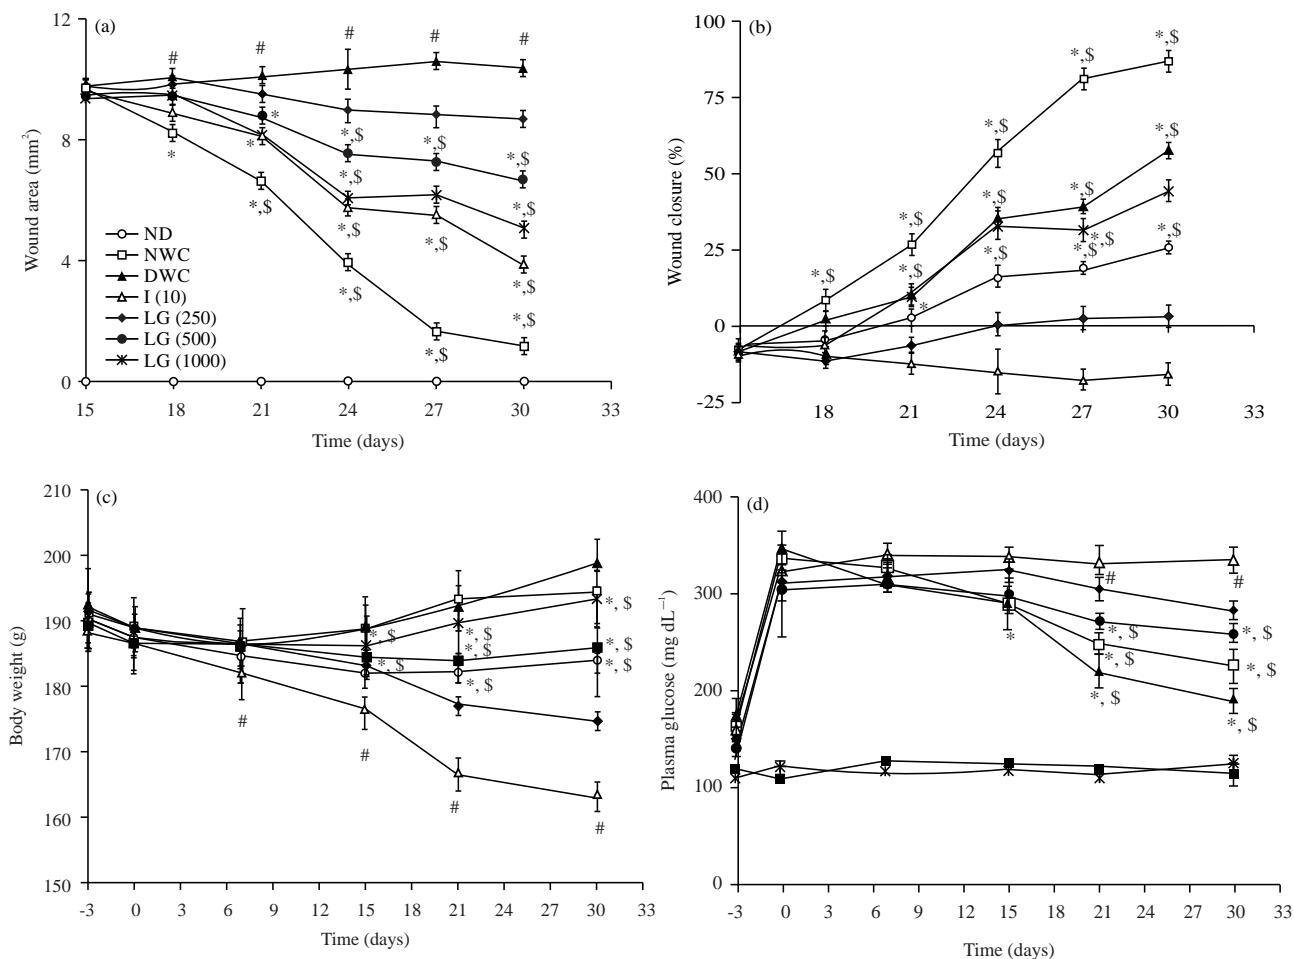 (a)
12
8
4
0
Wound area (mm²)
# # # # #
* *,$ *,$ *,$ *,$
* * *,$ *,$ *,$
*,$ *,$ *,$
*,$ *,$ *,$
*,$
ND
NWC
DWC
I (10)
LG (250)
LG (500)
LG (1000)
15 18 21 24 27 30 33
Time (days)
(b)
100
75
50
25
0
-25
Wound closure (%)
*,$ *,$ *,$ *,$ *,$
*,$ *,$ *,$ *,$
* *,$ *,$ *,$ *,$
18 21 24 27 30 33
Time (days)
(c)
210
200
190
180
170
160
150
Body weight (g)
*, $ *, $ *, $
*, $ *, $ *, $
*, $ *, $
# # # #
-3 0 3 6 9 12 15 18 21 24 27 30 33
Time (days)
(d)
400
300
200
100
0
Plasma glucose (mg dL⁻¹)
# #
*, $ *, $
* *, $ *, $
*, $ *, $
-3 0 3 6 9 12 15 18 21 24 27 30 33
Time (days)